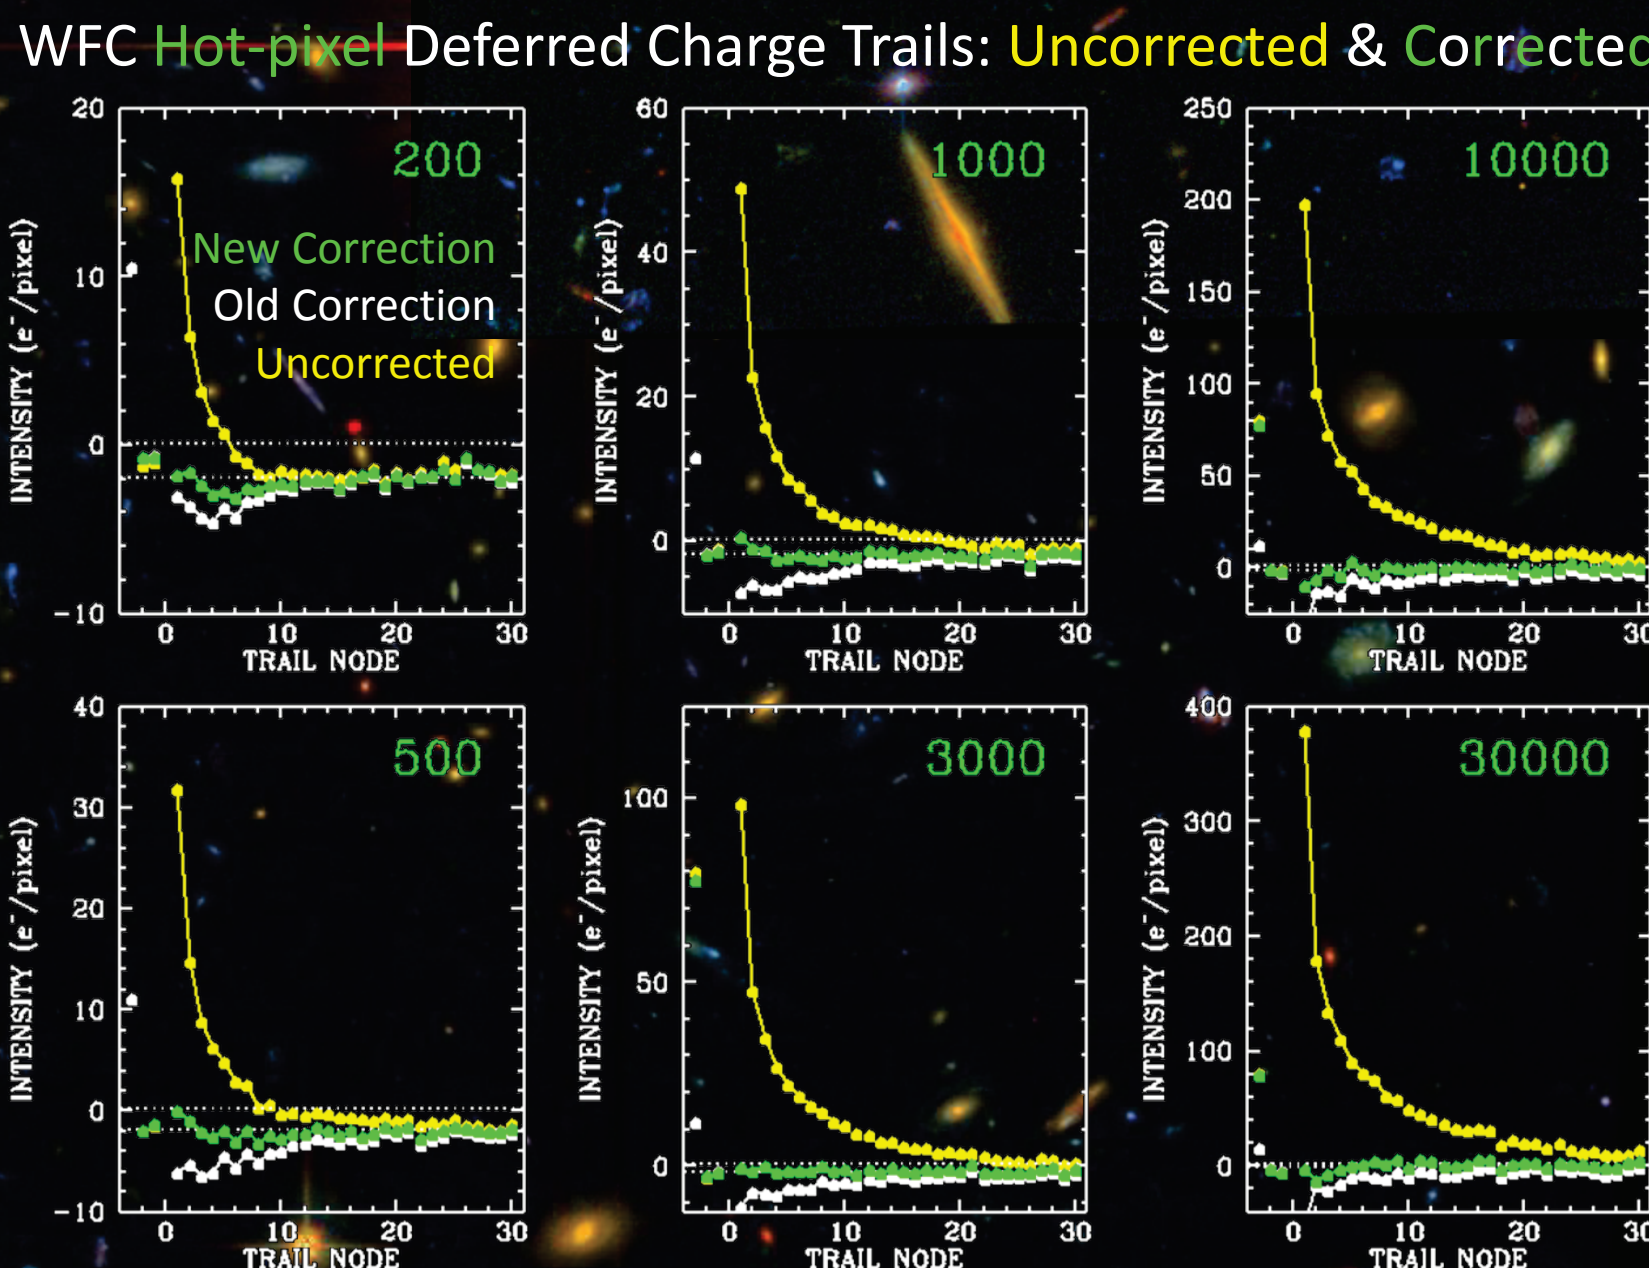 WFC Hot-pixel Deferred Charge Trails: Uncorrected & Corrected
20
10
0
-10
INTENSITY (e⁻/pixel)
200
New Correction
Old Correction
Uncorrected
0 10 20 30
TRAIL NODE
60
40
20
0
INTENSITY (e⁻/pixel)
1000
0 10 20 30
TRAIL NODE
250
200
150
100
50
0
INTENSITY (e⁻/pixel)
10000
0 10 20 30
TRAIL NODE
40
30
20
10
0
-10
INTENSITY (e⁻/pixel)
500
0 10 20 30
TRAIL NODE
100
50
0
INTENSITY (e⁻/pixel)
3000
0 10 20 30
TRAIL NODE
400
300
200
100
0
INTENSITY (e⁻/pixel)
30000
0 10 20 30
TRAIL NODE